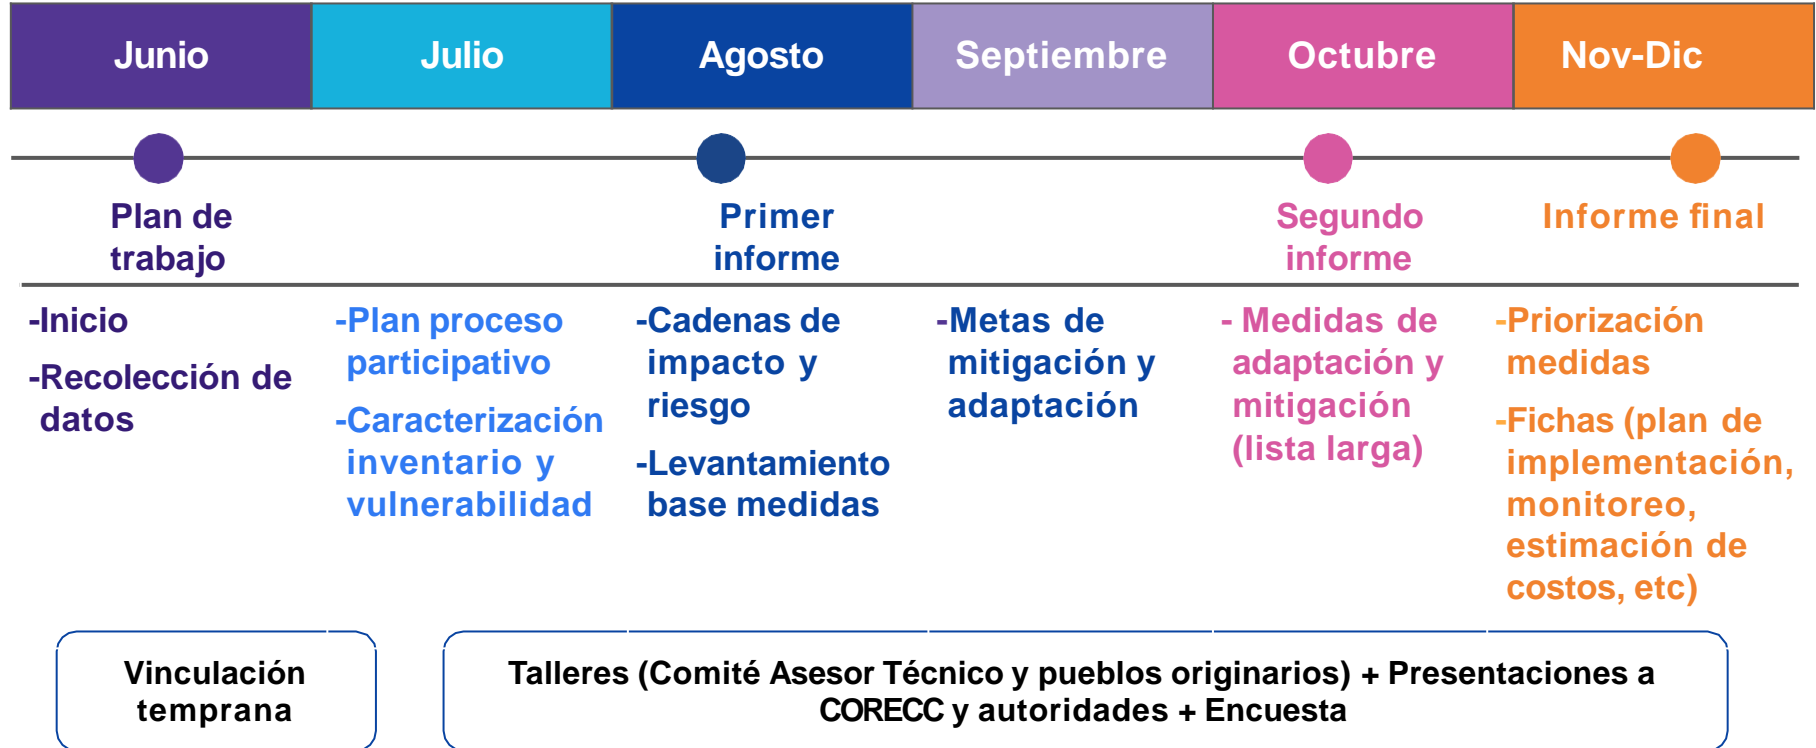 Junio
Julio
Agosto
Septiembre
Octubre
Nov-Dic
Plan de
trabajo
Primer
informe
Segundo
informe
Informe final
-Inicio
-Recolección de
datos
-Plan proceso
participativo
-Caracterización
inventario y
vulnerabilidad
-Cadenas de
impacto y
riesgo
-Levantamiento
base medidas
-Metas de
mitigación y
adaptación
- Medidas de
adaptación y
mitigación
(lista larga)
-Priorización
medidas
-Fichas (plan de
implementación,
monitoreo,
estimación de
costos, etc)
Vinculación
temprana
Talleres (Comité Asesor Técnico y pueblos originarios) + Presentaciones a
CORECC y autoridades + Encuesta